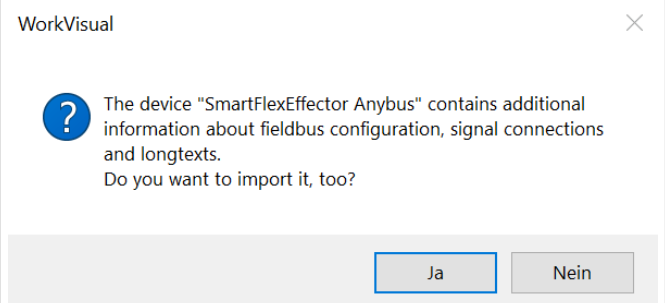 WorkVisual
The device "SmartFlexEffector Anybus" contains additional
information about fieldbus configuration, signal connections
and longtexts.
Do you want to import it, too?
Ja
Nein